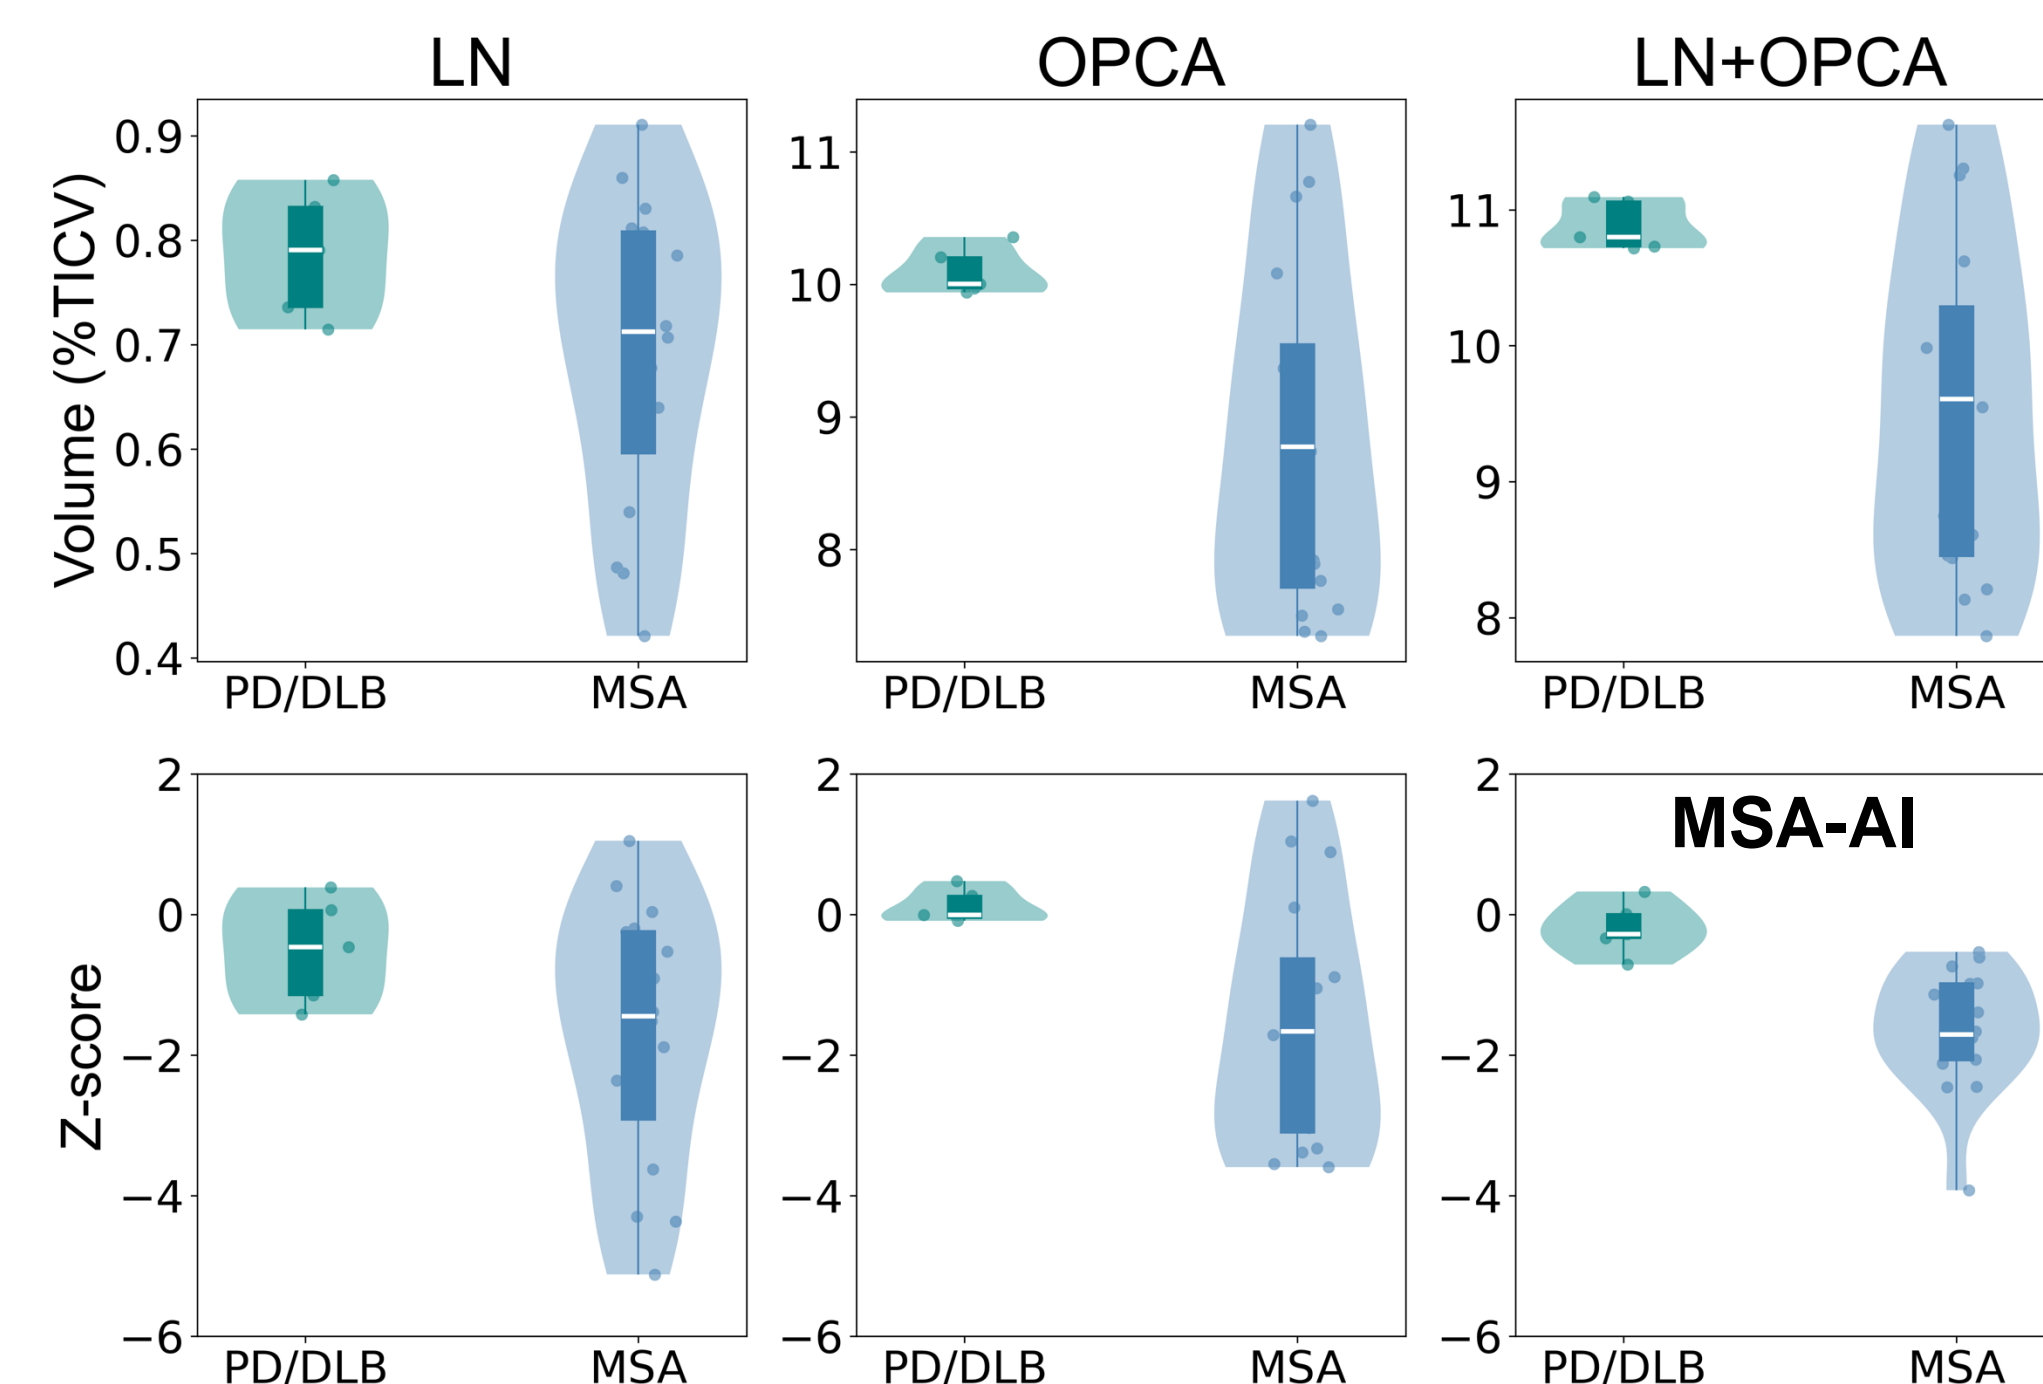 LN OPCA LN+OPCA
Volume (%TICV)
0.9
0.8
0.7
0.6
0.5
0.4
PD/DLB MSA
11
10
9
8
PD/DLB MSA
11
10
9
8
PD/DLB MSA
Z-score
2
0
−2
−4
−6
PD/DLB MSA
2
0
−2
−4
−6
PD/DLB MSA
MSA-AI
2
0
−2
−4
−6
PD/DLB MSA